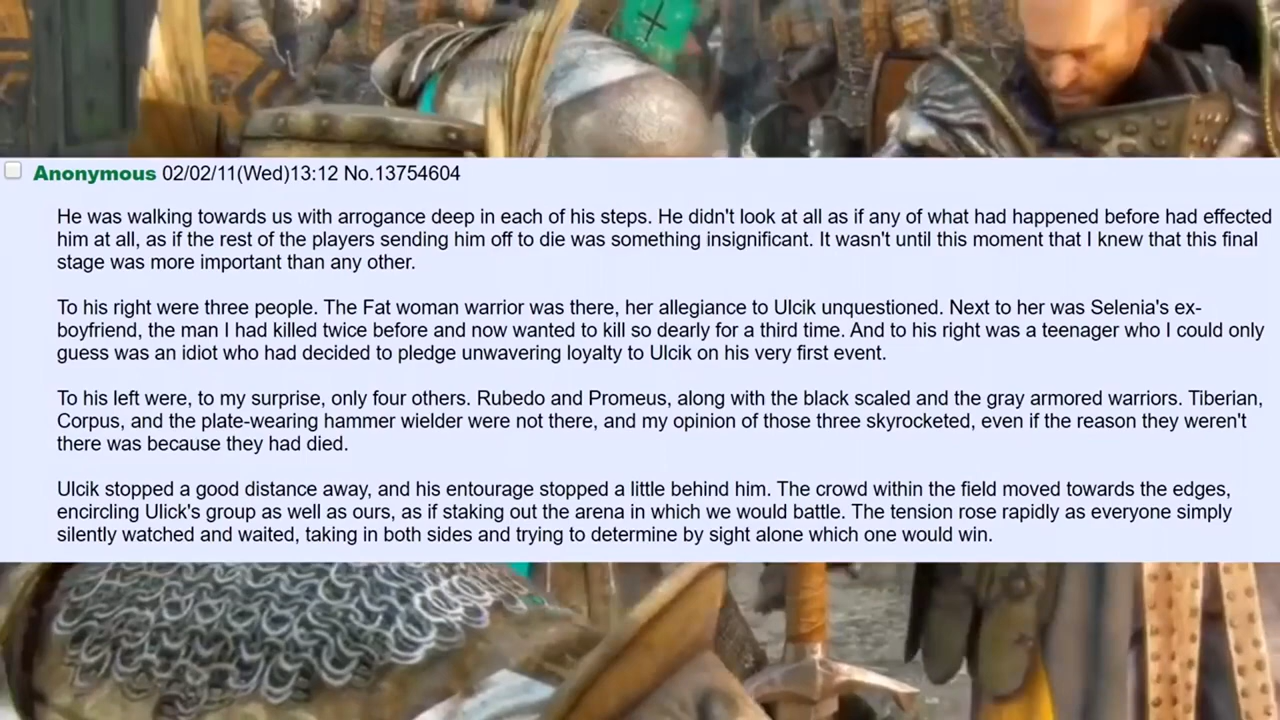 Anonymous 02/02/11(Wed)13:12 No.13754604
He was walking towards us with arrogance deep in each of his steps. He didn't look at all as if any of what had happened before had effected
him at all, as if the rest of the players sending him off to die was something insignificant. It wasn't until this moment that I knew that this final
stage was more important than any other.
To his right were three people. The Fat woman warrior was there, her allegiance to Ulcik unquestioned. Next to her was Selenia's ex-
boyfriend, the man I had killed twice before and now wanted to kill so dearly for a third time. And to his right was a teenager who I could only
guess was an idiot who had decided to pledge unwavering loyalty to Ulcik on his very first event.
To his left were, to my surprise, only four others. Rubedo and Promeus, along with the black scaled and the gray armored warriors. Tiberian,
Corpus, and the plate-wearing hammer wielder were not there, and my opinion of those three skyrocketed, even if the reason they weren't
there was because they had died.
Ulcik stopped a good distance away, and his entourage stopped a little behind him. The crowd within the field moved towards the edges,
encircling Ulick's group as well as ours, as if staking out the arena in which we would battle. The tension rose rapidly as everyone simply
silently watched and waited, taking in both sides and trying to determine by sight alone which one would win.